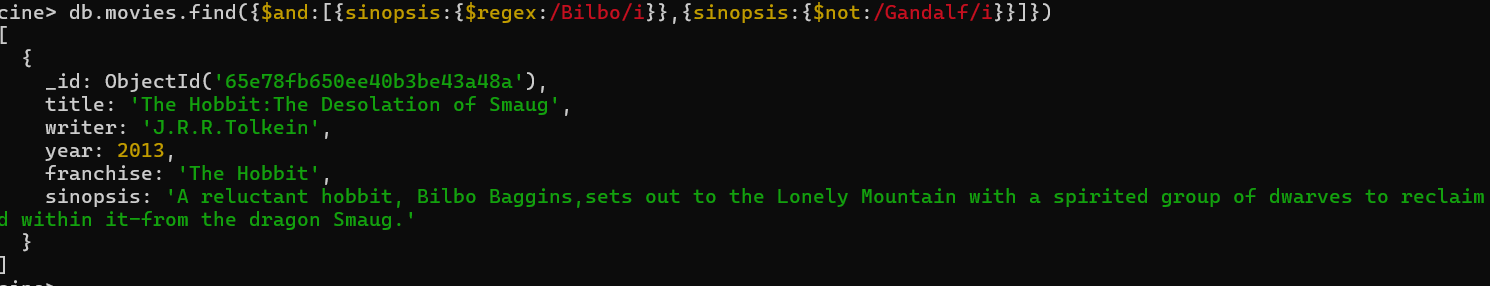 cine> db.movies.find({$and:[{sinopsis:{$regex:/Bilbo/i}},{sinopsis:{$not:/Gandalf/i}}]})
[
  {
    _id: ObjectId('65e78fb650ee40b3be43a48a'),
    title: 'The Hobbit:The Desolation of Smaug',
    writer: 'J.R.R.Tolkein',
    year: 2013,
    franchise: 'The Hobbit',
    sinopsis: 'A reluctant hobbit, Bilbo Baggins,sets out to the Lonely Mountain with a spirited group of dwarves to reclaim
d within it-from the dragon Smaug.'
  }
]
cine>